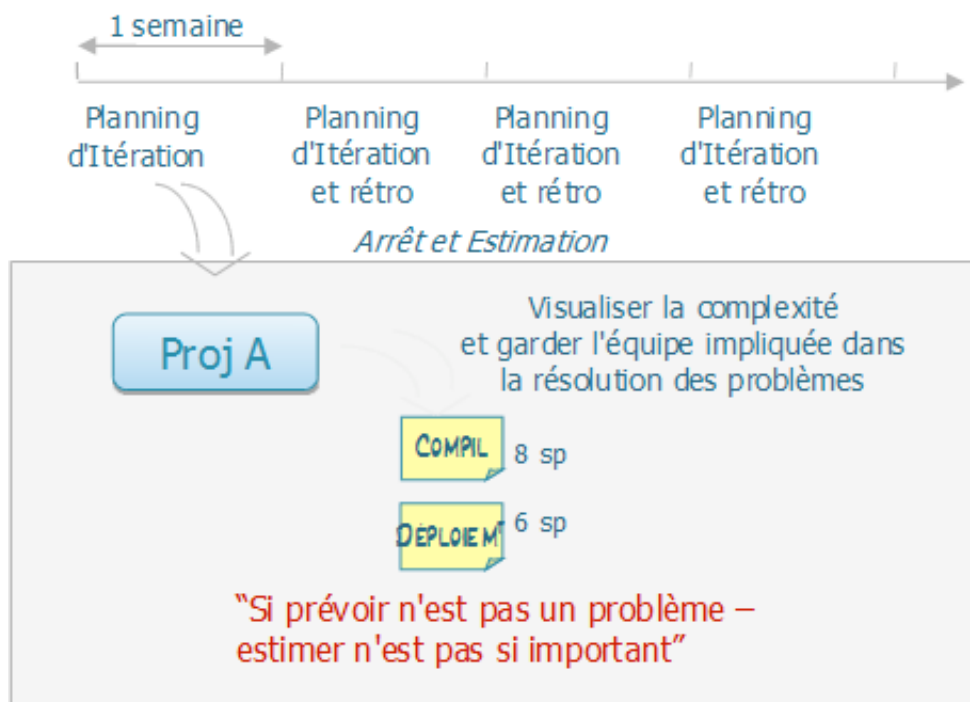 1 semaine
Planning
d'Itération
Planning
d'Itération
et rétro
Planning
d'Itération
et rétro
Planning
d'Itération
et rétro
Arrêt et Estimation
Proj A
Visualiser la complexité
et garder l'équipe impliquée dans
la résolution des problèmes
COMPIL
8 sp
DÉPLOIEMT
6 sp
“Si prévoir n'est pas un problème –
estimer n'est pas si important”